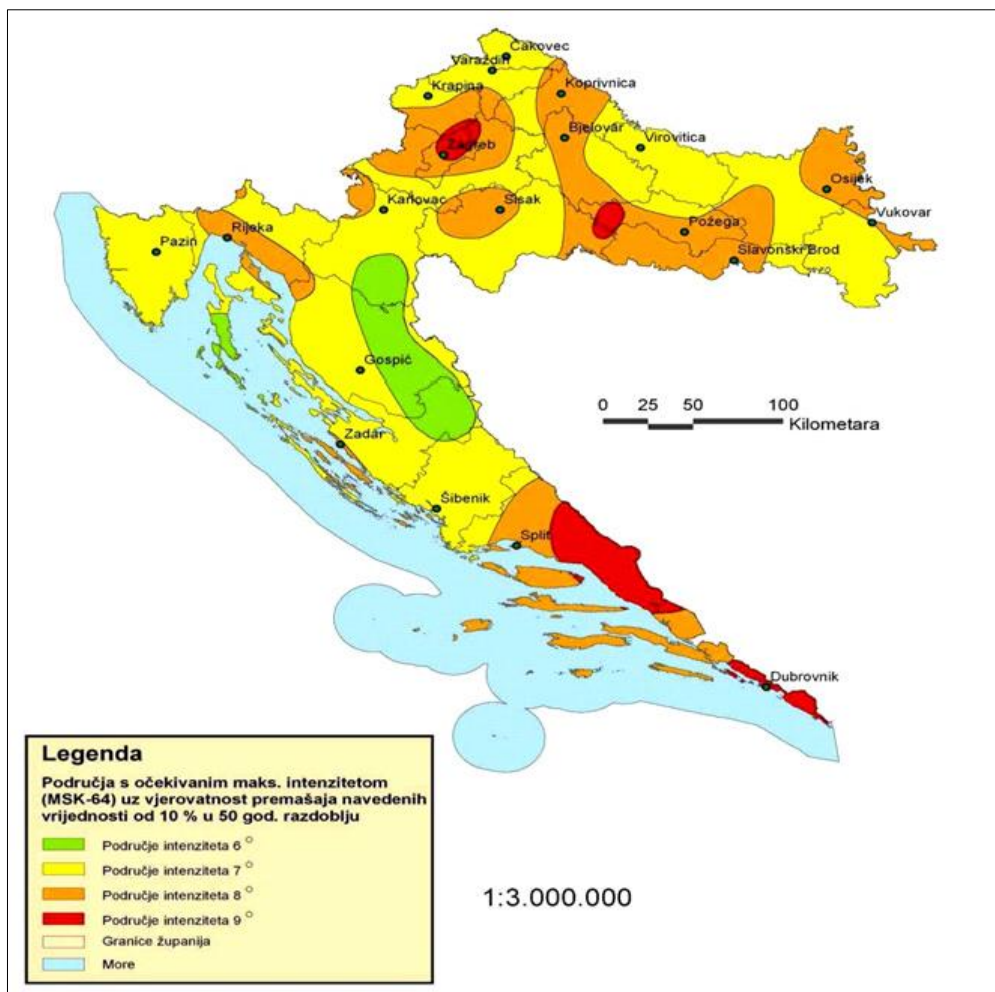 Čakovec
Varaždin
Krapina
Koprivnica
Bjelovar
Virovitica
Zagreb
Osijek
Karlovac
Sisak
Vukovar
Rijeka
Požega
Pazin
Slavonski Brod
Gospić
0 25 50 100
Kilometara
Zadar
Šibenik
Split
Dubrovnik
Legenda
Područja s očekivanim maks. intenzitetom
(MSK-64) uz vjerovatnost premašaja navedenih
vrijednosti od 10 % u 50 god. razdoblju
Područje intenziteta 6 °
Područje intenziteta 7 °
Područje intenziteta 8 °
Područje intenziteta 9 °
Granice županija
More
1:3.000.000